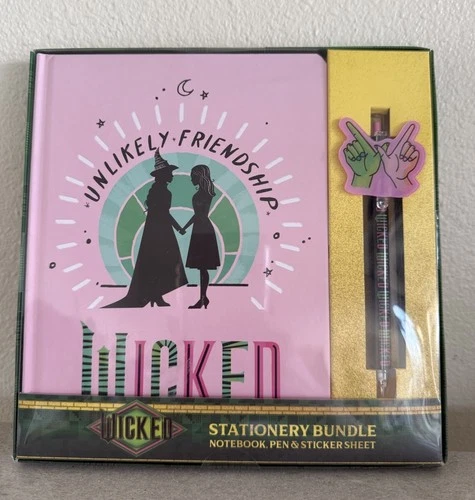 UNLIKELY·FRIENDSHIP
WICKED
WICKED
STATIONERY BUNDLE
NOTEBOOK, PEN & STICKER SHEET